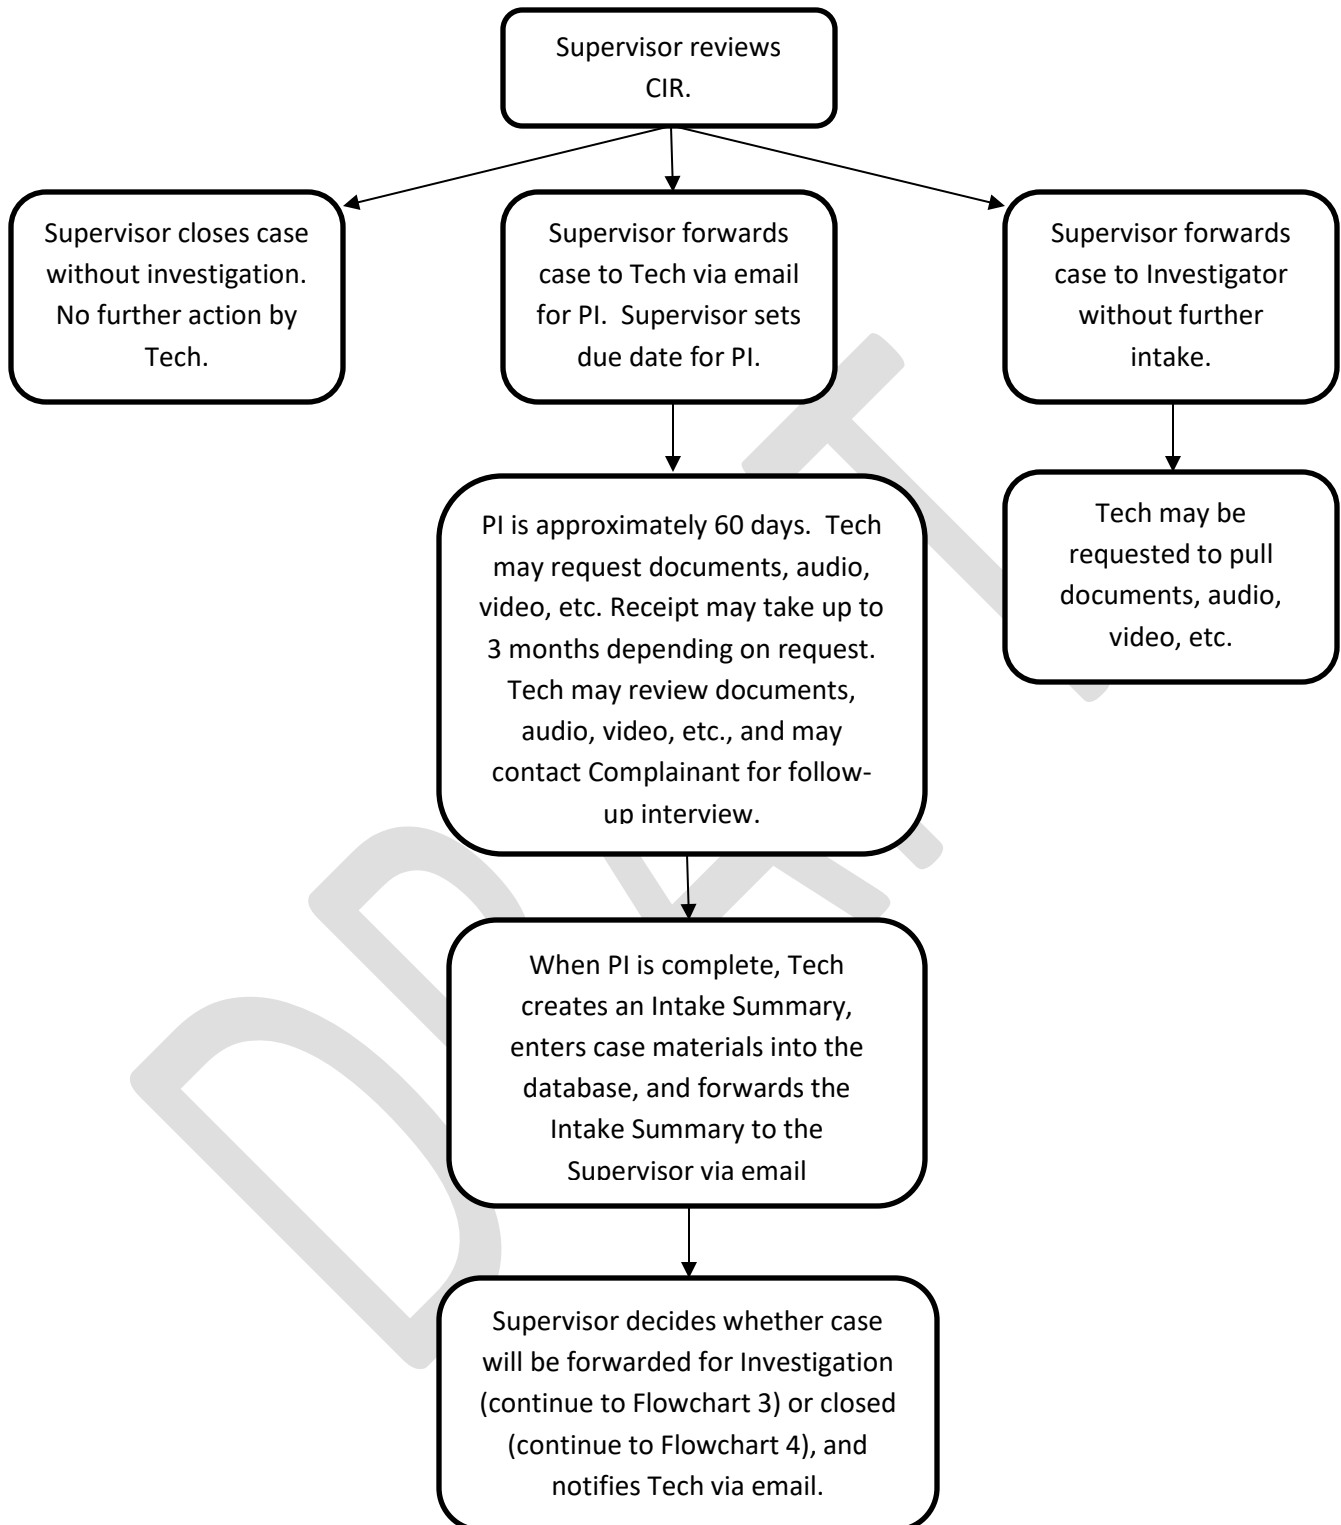 Supervisor reviews
CIR.
Supervisor closes case
without investigation.
No further action by
Tech.
Supervisor forwards
case to Tech via email
for PI.  Supervisor sets
due date for PI.
Supervisor forwards
case to Investigator
without further
intake.
PI is approximately 60 days.  Tech
may request documents, audio,
video, etc. Receipt may take up to
3 months depending on request.
Tech may review documents,
audio, video, etc., and may
contact Complainant for follow-
up interview.
Tech may be
requested to pull
documents, audio,
video, etc.
When PI is complete, Tech
creates an Intake Summary,
enters case materials into the
database, and forwards the
Intake Summary to the
Supervisor via email
Supervisor decides whether case
will be forwarded for Investigation
(continue to Flowchart 3) or closed
(continue to Flowchart 4), and
notifies Tech via email.
DRAFT